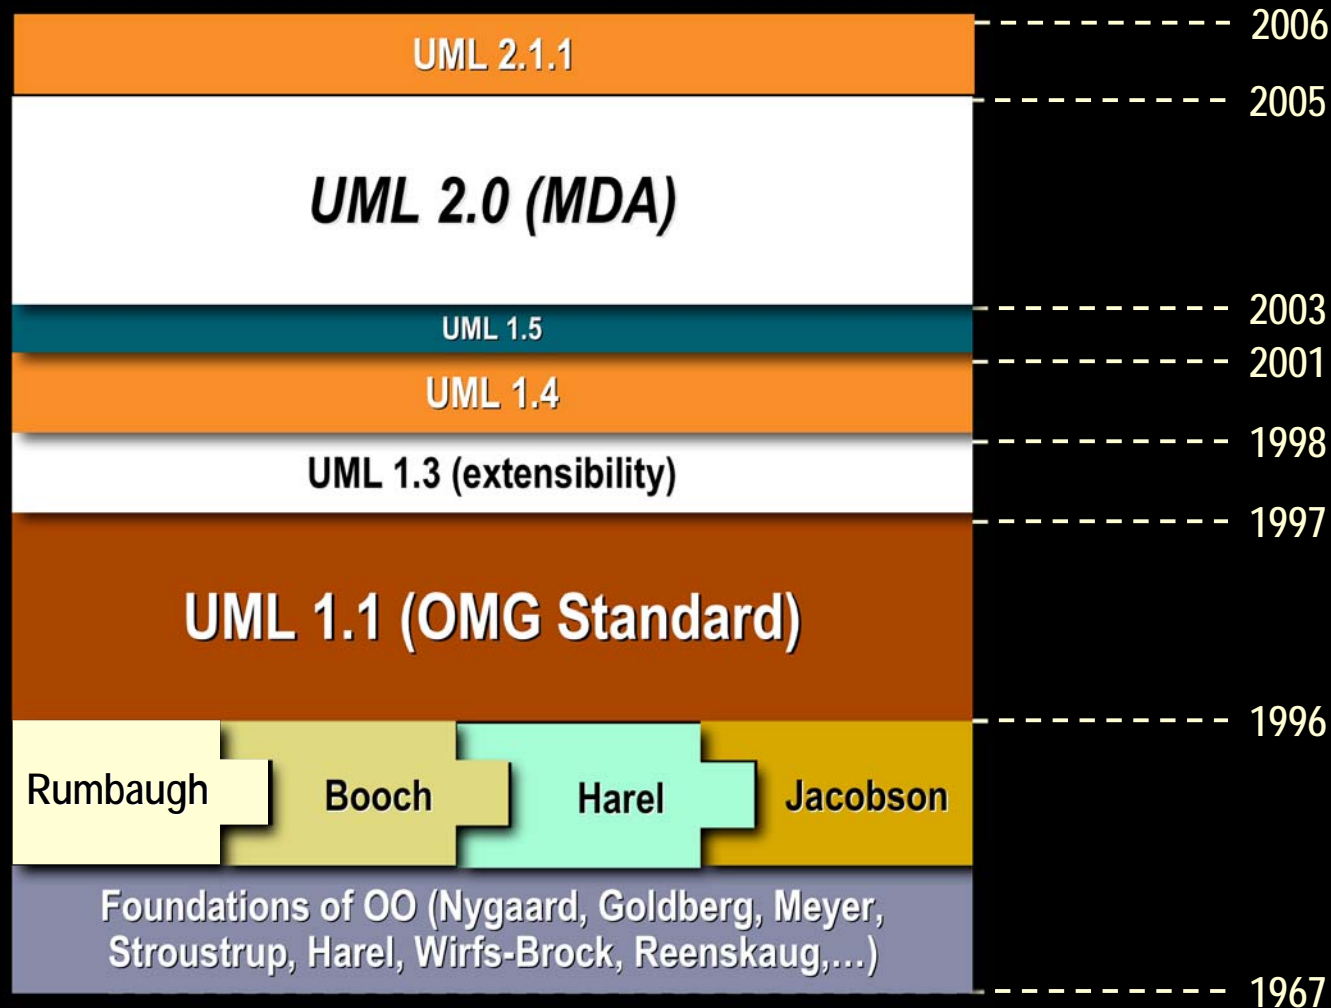 2006
UML 2.1.1
2005
UML 2.0 (MDA)
2003
UML 1.5
2001
UML 1.4
1998
UML 1.3 (extensibility)
1997
UML 1.1 (OMG Standard)
1996
Rumbaugh
Booch
Harel
Jacobson
Foundations of OO (Nygaard, Goldberg, Meyer,
Stroustrup, Harel, Wirfs-Brock, Reenskaug,...)
1967